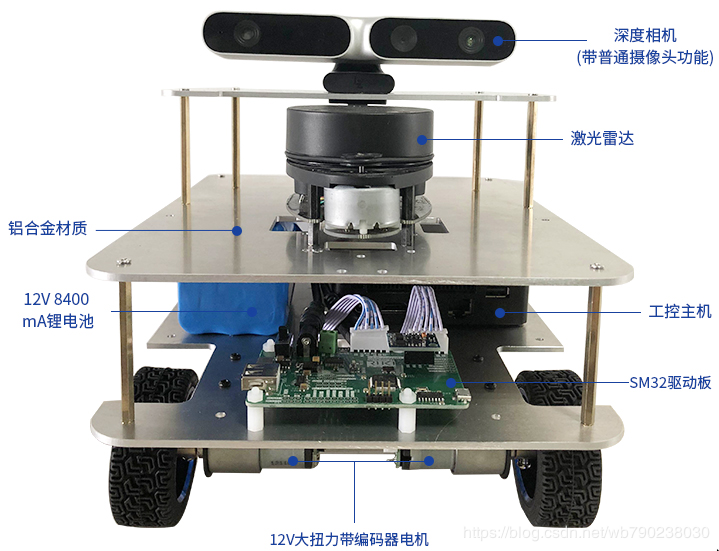 深度相机
(带普通摄像头功能)
激光雷达
铝合金材质
12V 8400
mA锂电池
工控主机
SM32驱动板
12V大扭力带编码器电机
https://blog.csdn.net/wb790238030